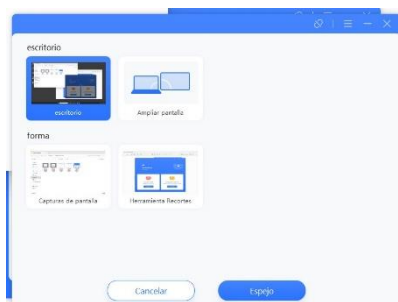 escritorio
escritorio
Ampliar pantalla
forma
Capturas de pantalla
Herramienta Recortes
Cancelar
Espejo